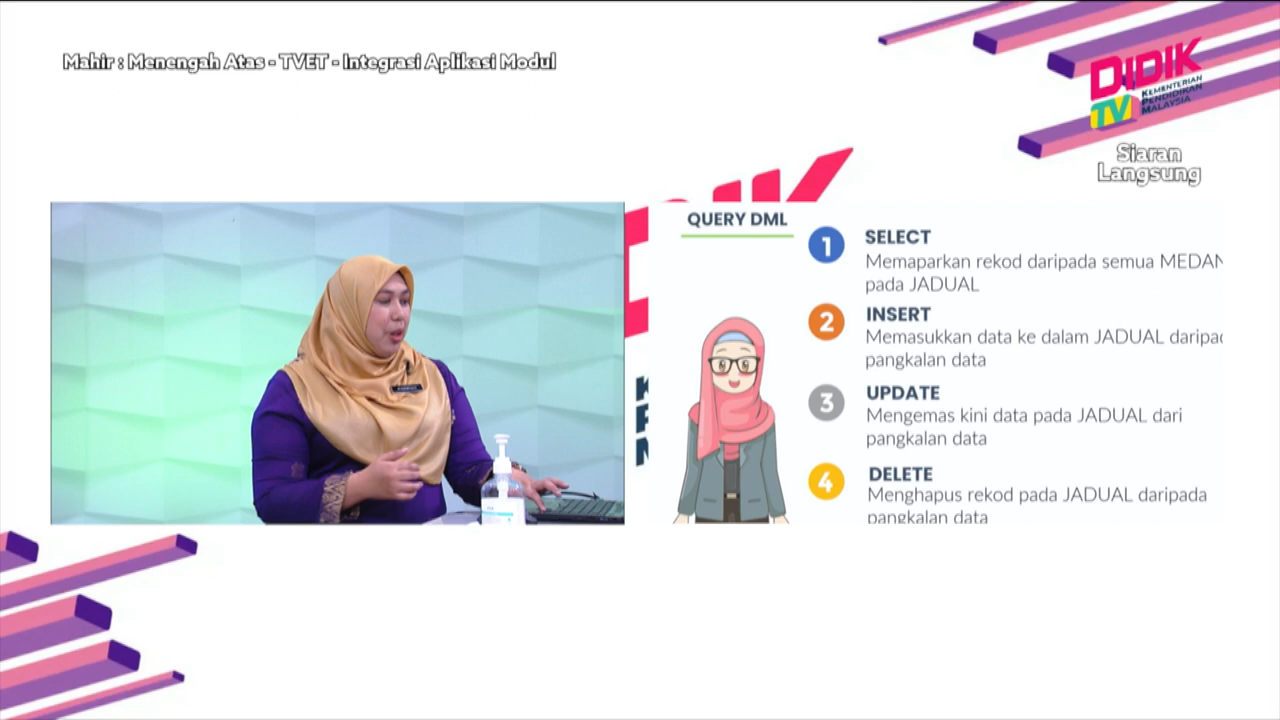 Mahir : Menengah Atas - TVET - Integrasi Aplikasi Modul
DIDIK
TV
KEMENTERIAN
PENDIDIKAN
MALAYSIA
Siaran
Langsung
QUERY DML
1
SELECT
Memaparkan rekod daripada semua MEDAN
pada JADUAL
2
INSERT
Memasukkan data ke dalam JADUAL daripad
pangkalan data
3
UPDATE
Mengemas kini data pada JADUAL dari
pangkalan data
4
DELETE
Menghapus rekod pada JADUAL daripada
pangkalan data